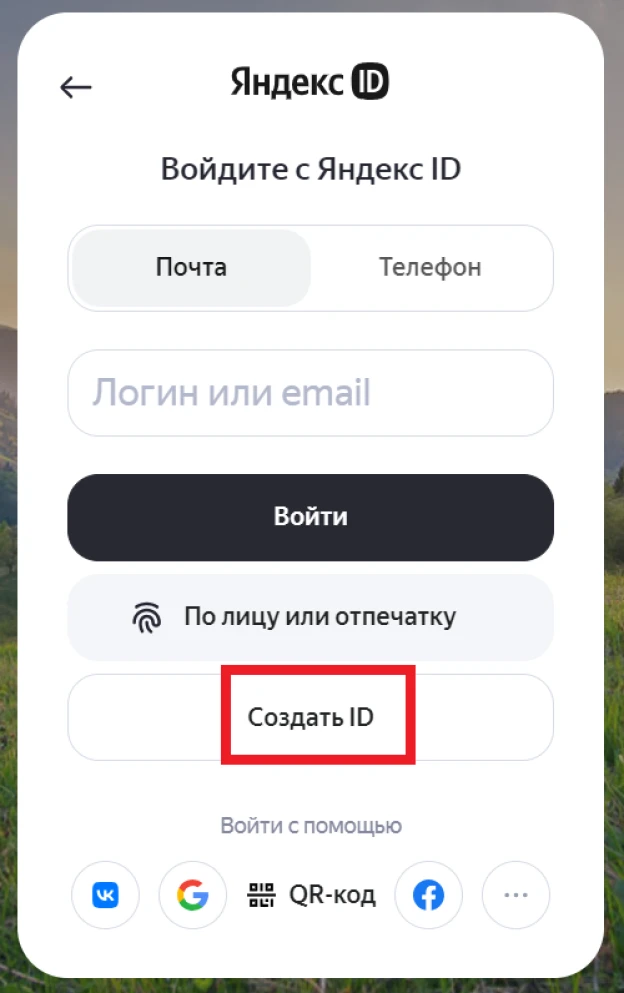 Яндекс ID
Войдите с Яндекс ID
Почта
Телефон
Логин или email
Войти
По лицу или отпечатку
Создать ID
Войти с помощью
QR-код